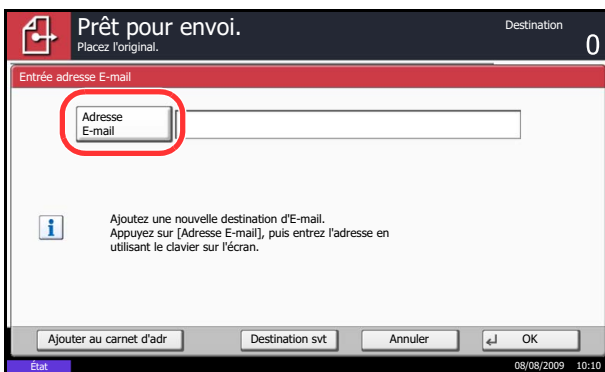 Prêt pour envoi.
Placez l'original.
Destination
0
Entrée adresse E-mail
Adresse
E-mail
Ajoutez une nouvelle destination d'E-mail.
Appuyez sur [Adresse E-mail], puis entrez l'adresse en
utilisant le clavier sur l'écran.
Ajouter au carnet d'adr
Destination svt
Annuler
OK
État
08/08/2009 10:10